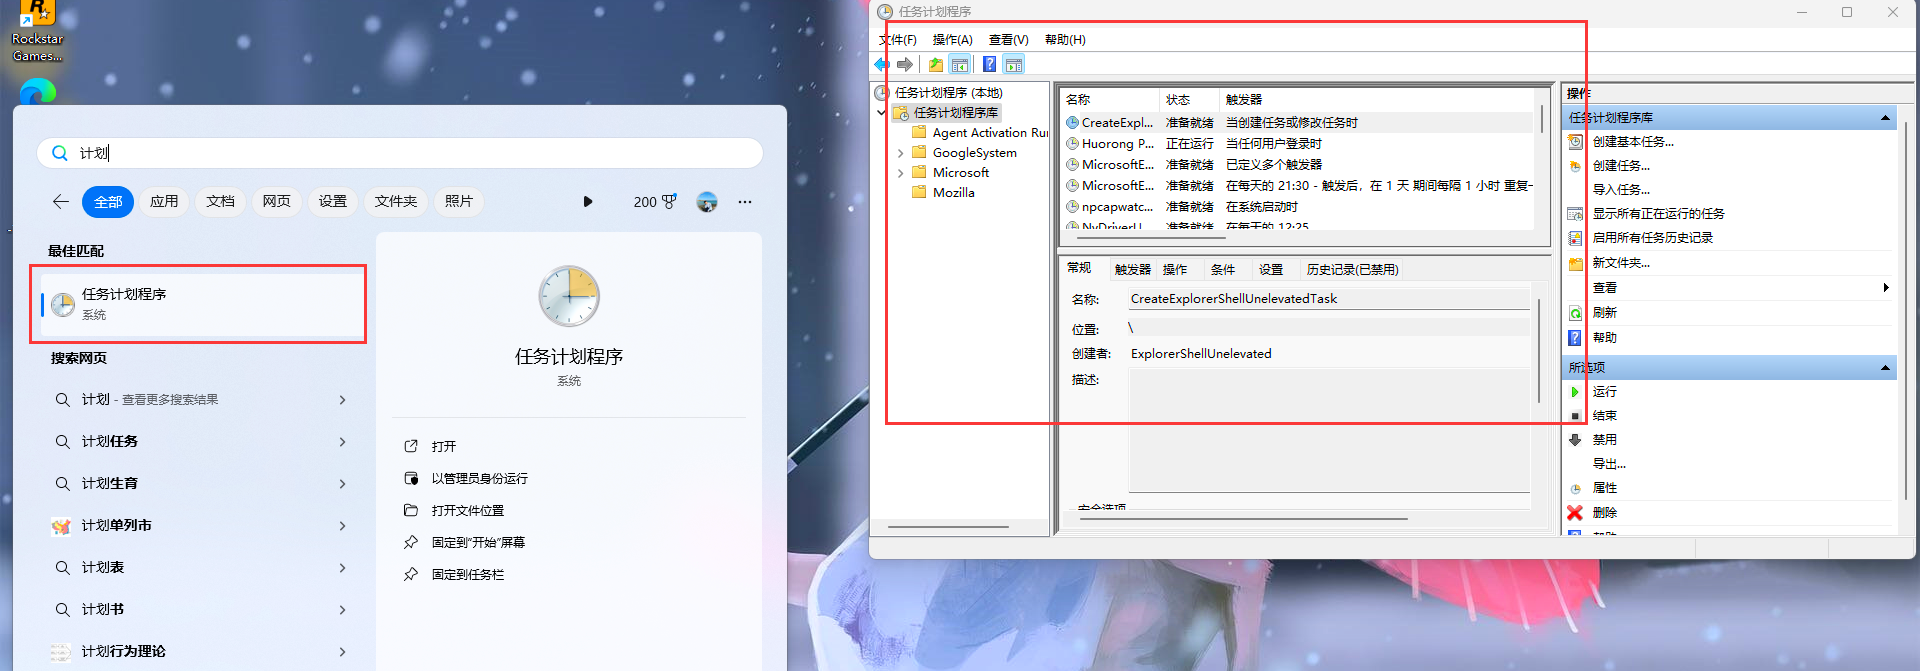 Rockstar
Games...
计划
全部
应用
文档
网页
设置
文件夹
照片
200
最佳匹配
任务计划程序
系统
搜索网页
计划 - 查看更多搜索结果
计划任务
计划生育
计划单列市
计划表
计划书
计划行为理论
任务计划程序
系统
打开
以管理员身份运行
打开文件位置
固定到"开始"屏幕
固定到任务栏
任务计划程序
文件(F) 操作(A) 查看(V) 帮助(H)
任务计划程序 (本地)
任务计划程序库
Agent Activation Ru
GoogleSystem
Microsoft
Mozilla
名称 状态 触发器
CreateExpl... 准备就绪 当创建任务或修改任务时
Huorong P... 正在运行 当任何用户登录时
MicrosoftE... 准备就绪 已定义多个触发器
MicrosoftE... 准备就绪 在每天的 21:30 - 触发后，在 1 天 期间每隔 1 小时 重复一
npcapwatc... 准备就绪 在系统启动时
NvDriverU... 准备就绪 在每天的 12:25
常规 触发器 操作 条件 设置 历史记录(已禁用)
名称: CreateExplorerShellUnelevatedTask
位置: \
创建者: ExplorerShellUnelevated
描述:
安全选项
操作
任务计划程序库
创建基本任务...
创建任务...
导入任务...
显示所有正在运行的任务
启用所有任务历史记录
新文件夹...
查看
刷新
帮助
所选项
运行
结束
禁用
导出...
属性
删除
帮助